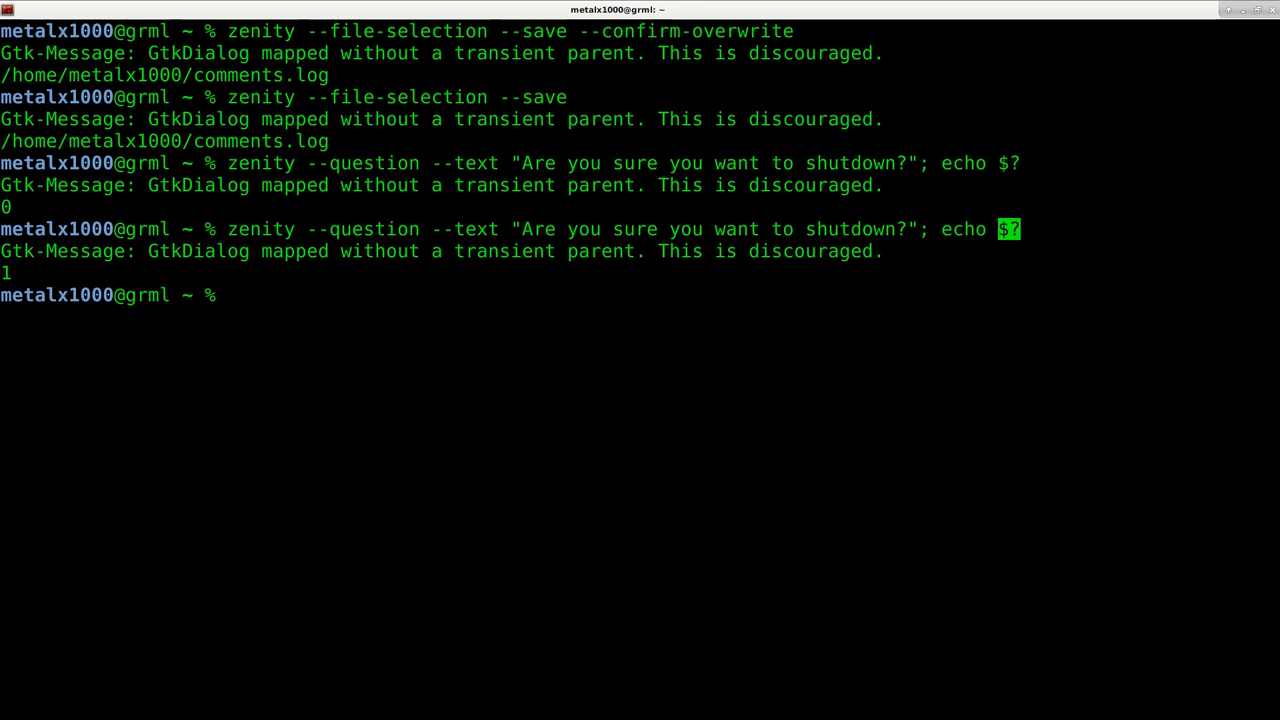 metalx1000@grml: ~
metalx1000@grml ~ % zenity --file-selection --save --confirm-overwrite
Gtk-Message: GtkDialog mapped without a transient parent. This is discouraged.
/home/metalx1000/comments.log
metalx1000@grml ~ % zenity --file-selection --save
Gtk-Message: GtkDialog mapped without a transient parent. This is discouraged.
/home/metalx1000/comments.log
metalx1000@grml ~ % zenity --question --text "Are you sure you want to shutdown?"; echo $?
Gtk-Message: GtkDialog mapped without a transient parent. This is discouraged.
0
metalx1000@grml ~ % zenity --question --text "Are you sure you want to shutdown?"; echo $?
Gtk-Message: GtkDialog mapped without a transient parent. This is discouraged.
1
metalx1000@grml ~ %